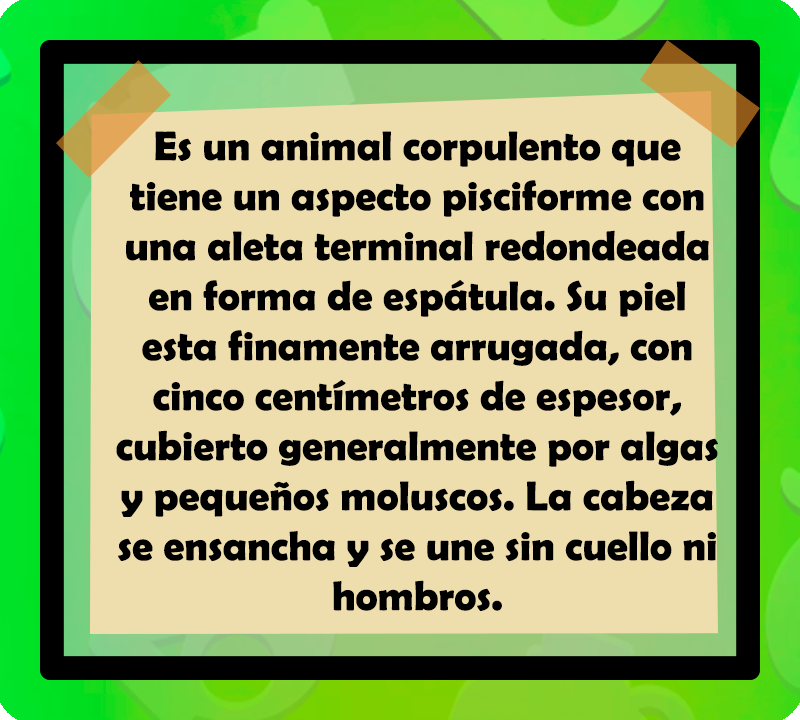 Es un animal corpulento que
tiene un aspecto pisciforme con
una aleta terminal redondeada
en forma de espátula. Su piel
esta finamente arrugada, con
cinco centímetros de espesor,
cubierto generalmente por algas
y pequeños moluscos. La cabeza
se ensancha y se une sin cuello ni
hombros.